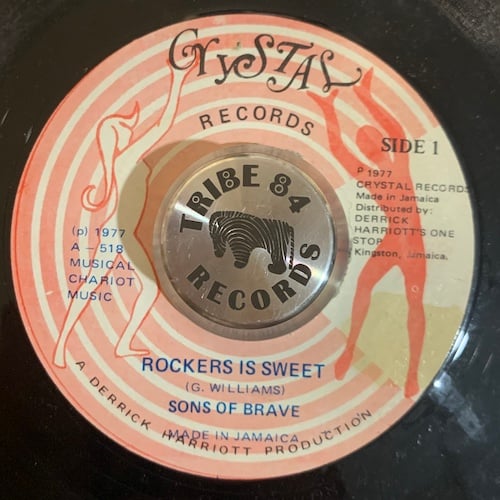 CRYSTAL
RECORDS
SIDE 1
TRIBE 84
RECORDS
(p) 1977
A - 518
MUSICAL
CHARIOT
MUSIC
P 1977
CRYSTAL RECORDS
Made in Jamaica
Distributed by:
DERRICK
HARRIOTT'S ONE
STOP
Kingston, Jamaica.
ROCKERS IS SWEET
(G. WILLIAMS)
SONS OF BRAVE
MADE IN JAMAICA
A DERRICK HARRIOTT PRODUCTION